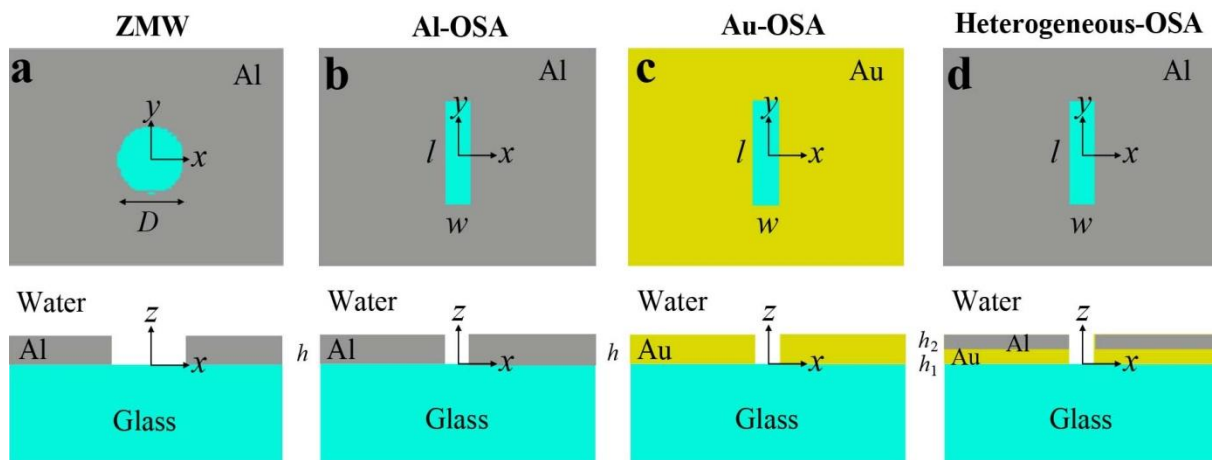 ZMW
Al-OSA
Au-OSA
Heterogeneous-OSA
a
Al
y
x
D
b
Al
y
l
x
w
c
Au
y
l
x
w
d
Al
y
l
x
w
Water
z
Al
x
Glass
Water
z
h
Al
x
Glass
Water
z
h
Au
x
Glass
Water
z
h₂
Al
h₁
Au
x
Glass